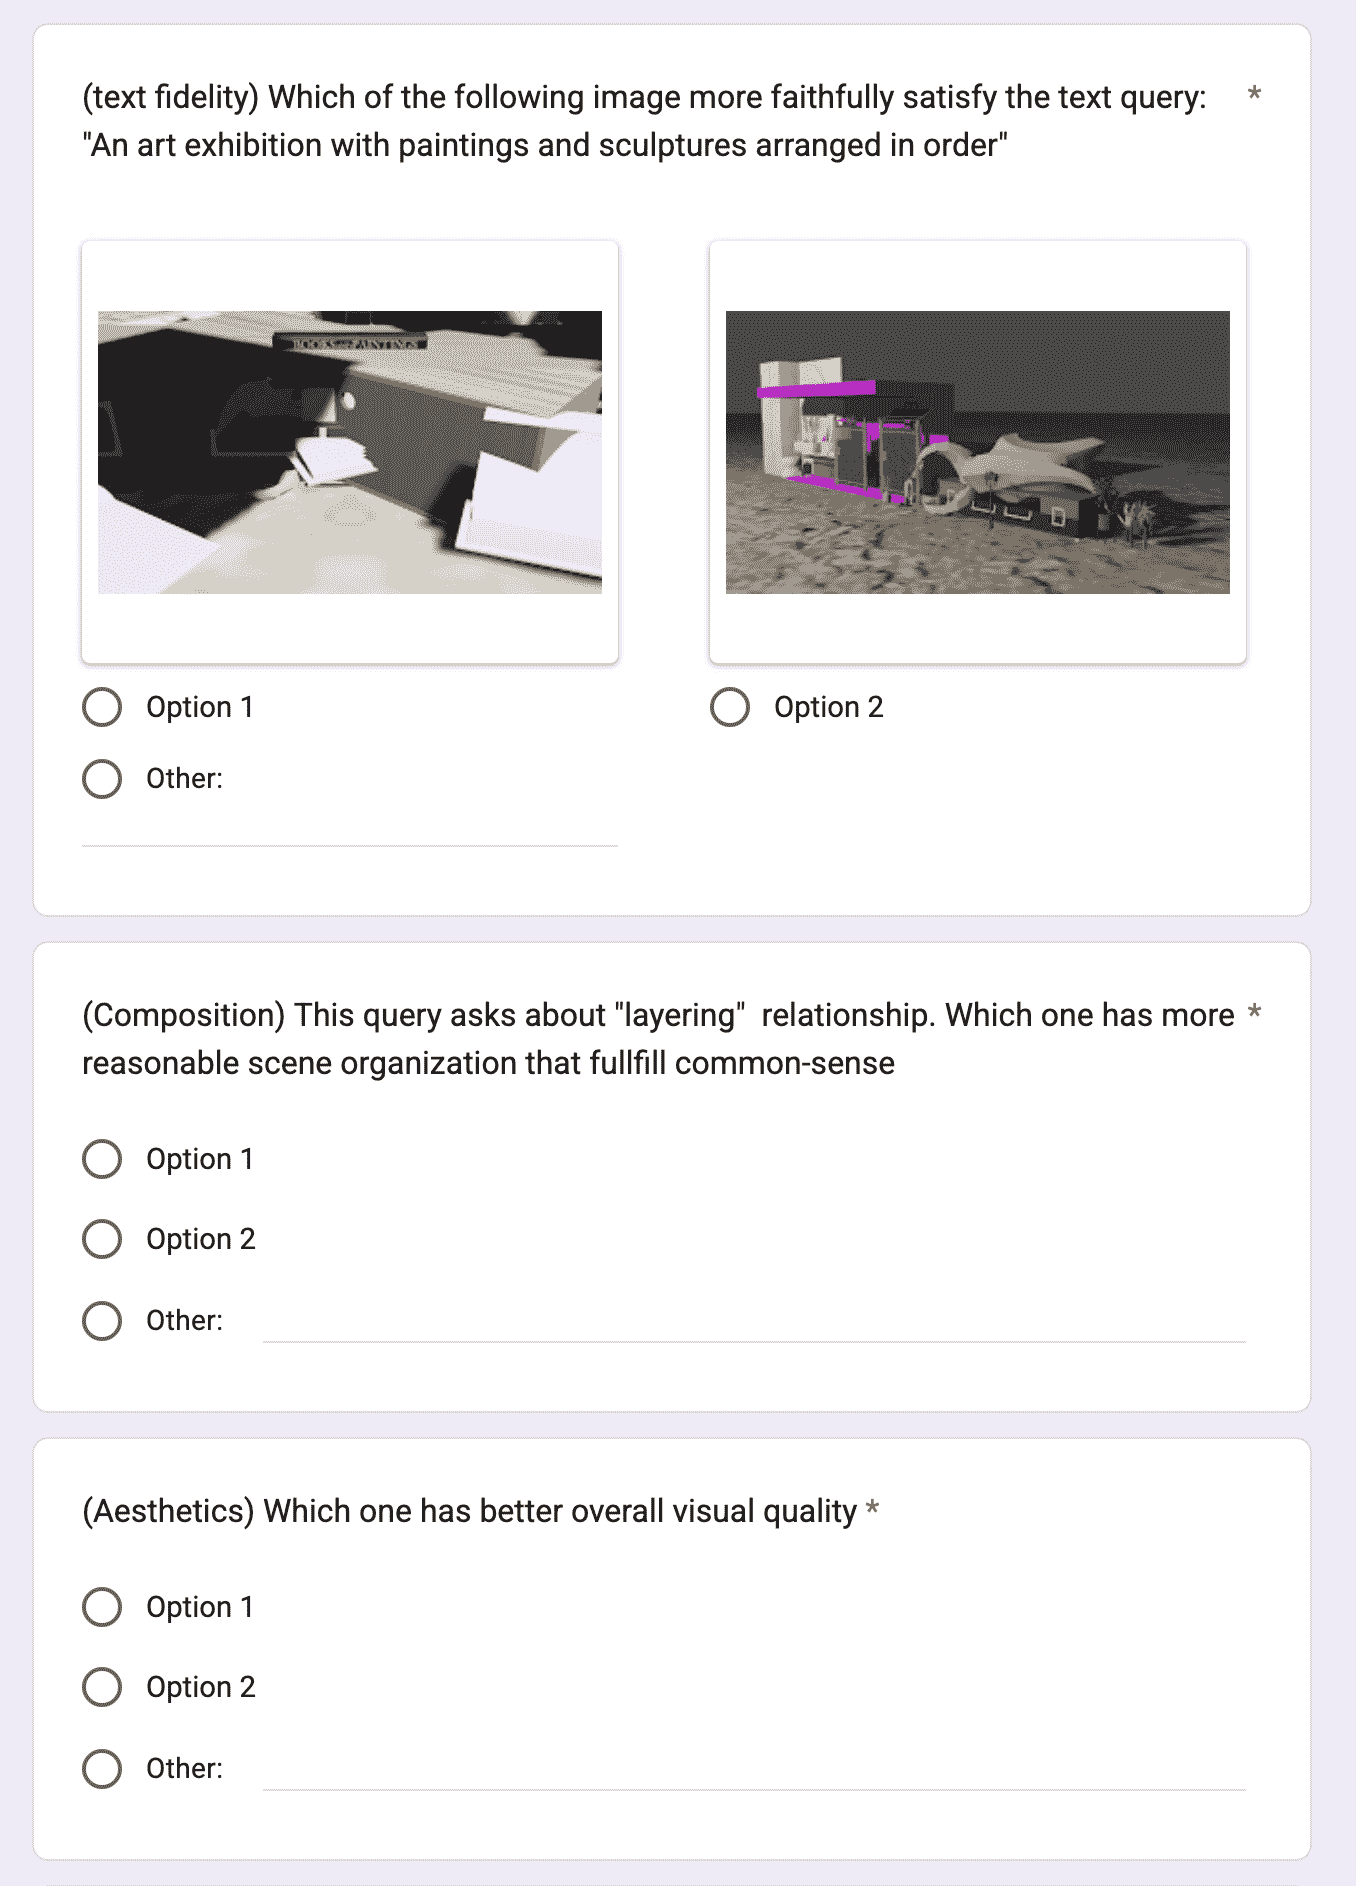 (text fidelity) Which of the following image more faithfully satisfy the text query: *
"An art exhibition with paintings and sculptures arranged in order"
BOOKS and PAINTINGS
Option 1
Option 2
Other:
(Composition) This query asks about "layering"  relationship. Which one has more *
reasonable scene organization that fullfill common-sense
Option 1
Option 2
Other:
(Aesthetics) Which one has better overall visual quality *
Option 1
Option 2
Other: